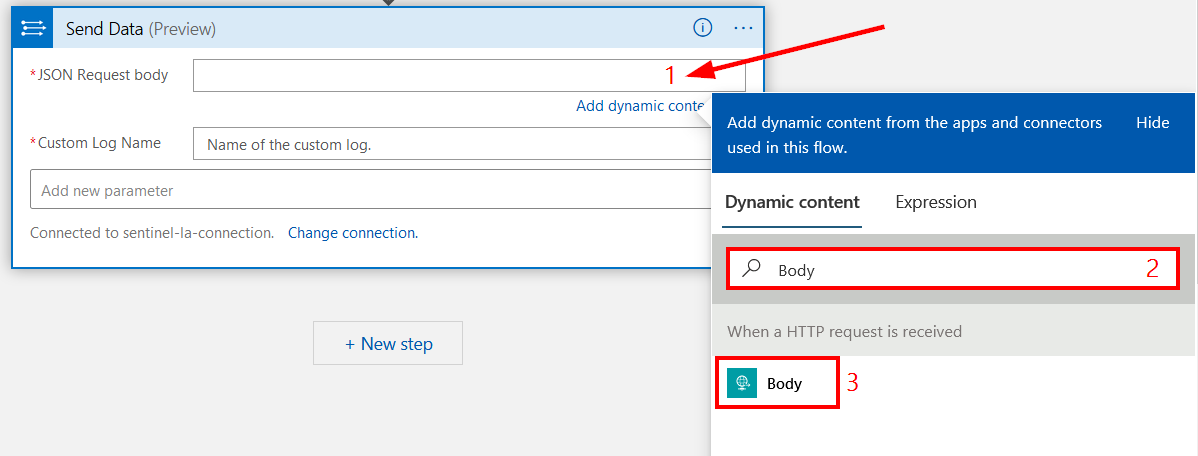 Send Data (Preview)
*JSON Request body
1
Add dynamic conte
*Custom Log Name
Name of the custom log.
Add new parameter
Connected to sentinel-la-connection. Change connection.
+ New step
Add dynamic content from the apps and connectors
used in this flow.
Hide
Dynamic content
Expression
Body
2
When a HTTP request is received
Body
3